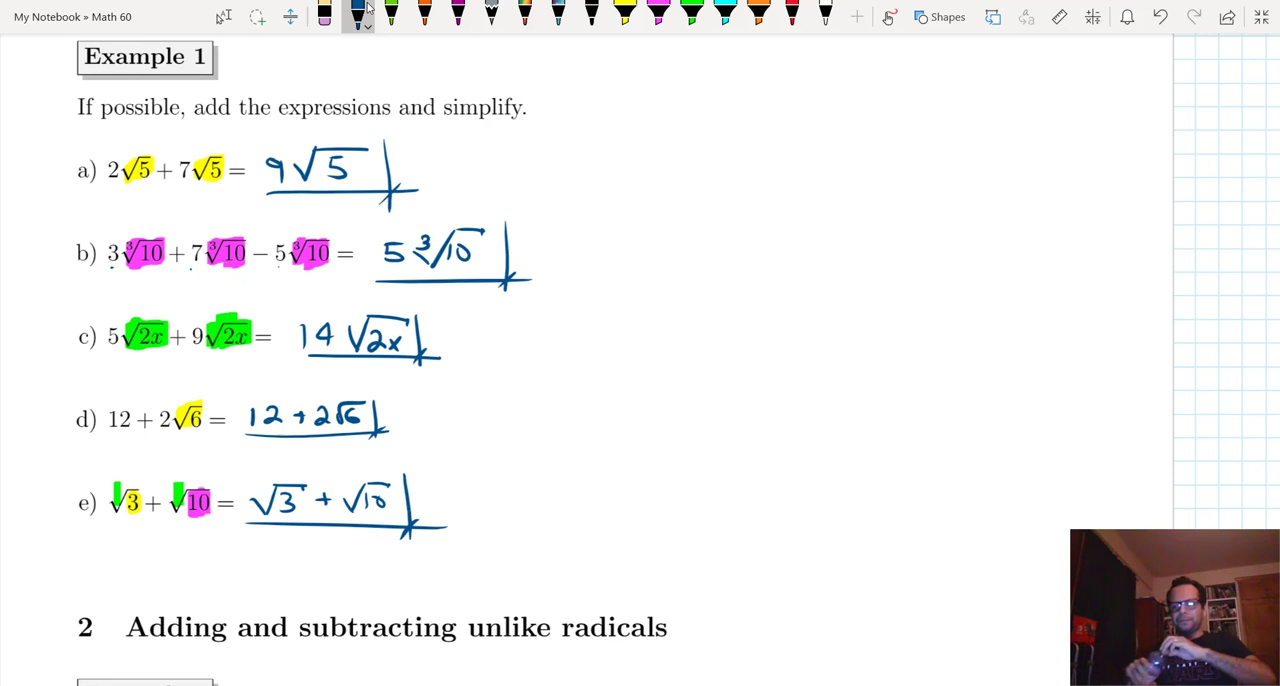 My Notebook » Math 60
Shapes
Example 1
If possible, add the expressions and simplify.
a) 2√5 + 7√5 = 9√5
b) 3∛10 + 7∛10 − 5∛10 = 5∛10
c) 5√2x + 9√2x = 14√2x
d) 12 + 2√6 = 12 + 2√6
e) √3 + √10 = √3 + √10
2 Adding and subtracting unlike radicals